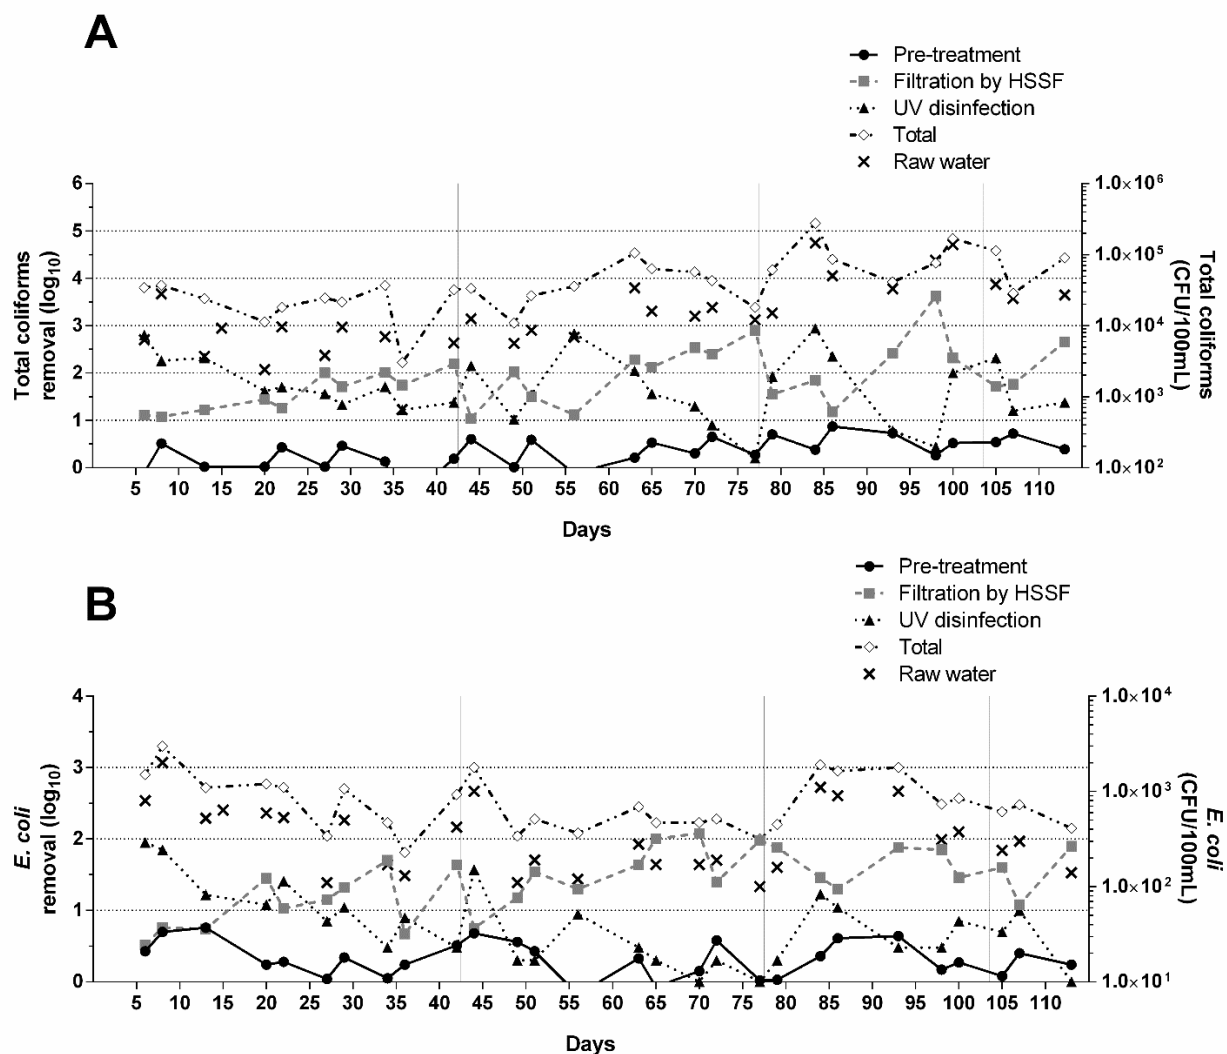 A
Pre-treatment
Filtration by HSSF
UV disinfection
Total
Raw water
Total coliforms
removal (log10)
6
5
4
3
2
1
0
1.0×10^6
1.0×10^5
1.0×10^4
1.0×10^3
1.0×10^2
Total coliforms
(CFU/100mL)
5 10 15 20 25 30 35 40 45 50 55 60 65 70 75 80 85 90 95 100 105 110
Days
B
Pre-treatment
Filtration by HSSF
UV disinfection
Total
Raw water
E. coli
removal (log10)
4
3
2
1
0
1.0×10^4
1.0×10^3
1.0×10^2
1.0×10^1
E. coli
(CFU/100mL)
5 10 15 20 25 30 35 40 45 50 55 60 65 70 75 80 85 90 95 100 105 110
Days